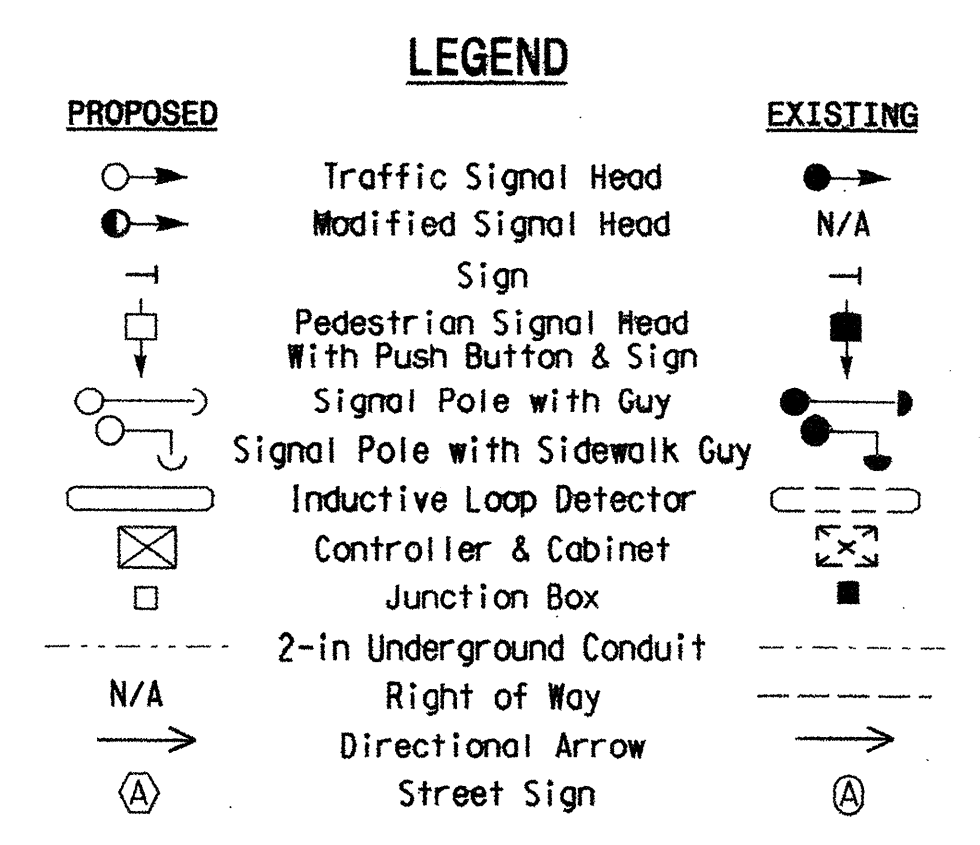 LEGEND
PROPOSED EXISTING
Traffic Signal Head
Modified Signal Head N/A
Sign
Pedestrian Signal Head
With Push Button & Sign
Signal Pole with Guy
Signal Pole with Sidewalk Guy
Inductive Loop Detector
Controller & Cabinet
Junction Box
2-in Underground Conduit
N/A Right of Way
Directional Arrow
A Street Sign A